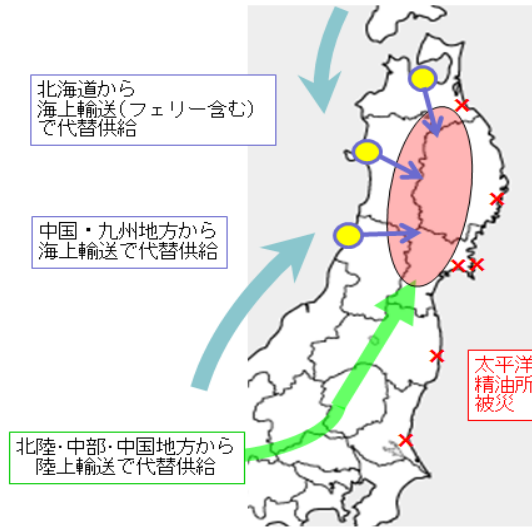 北海道から
海上輸送(フェリー含む)
で代替供給
中国・九州地方から
海上輸送で代替供給
北陸・中部・中国地方から
陸上輸送で代替供給
太平洋
精油所
被災